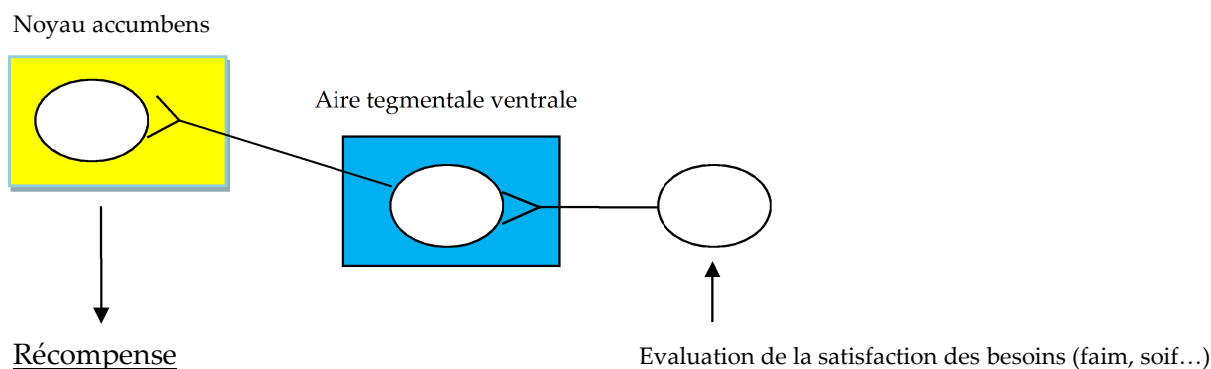 Noyau accumbens
Aire tegmentale ventrale
Récompense
Evaluation de la satisfaction des besoins (faim, soif…)